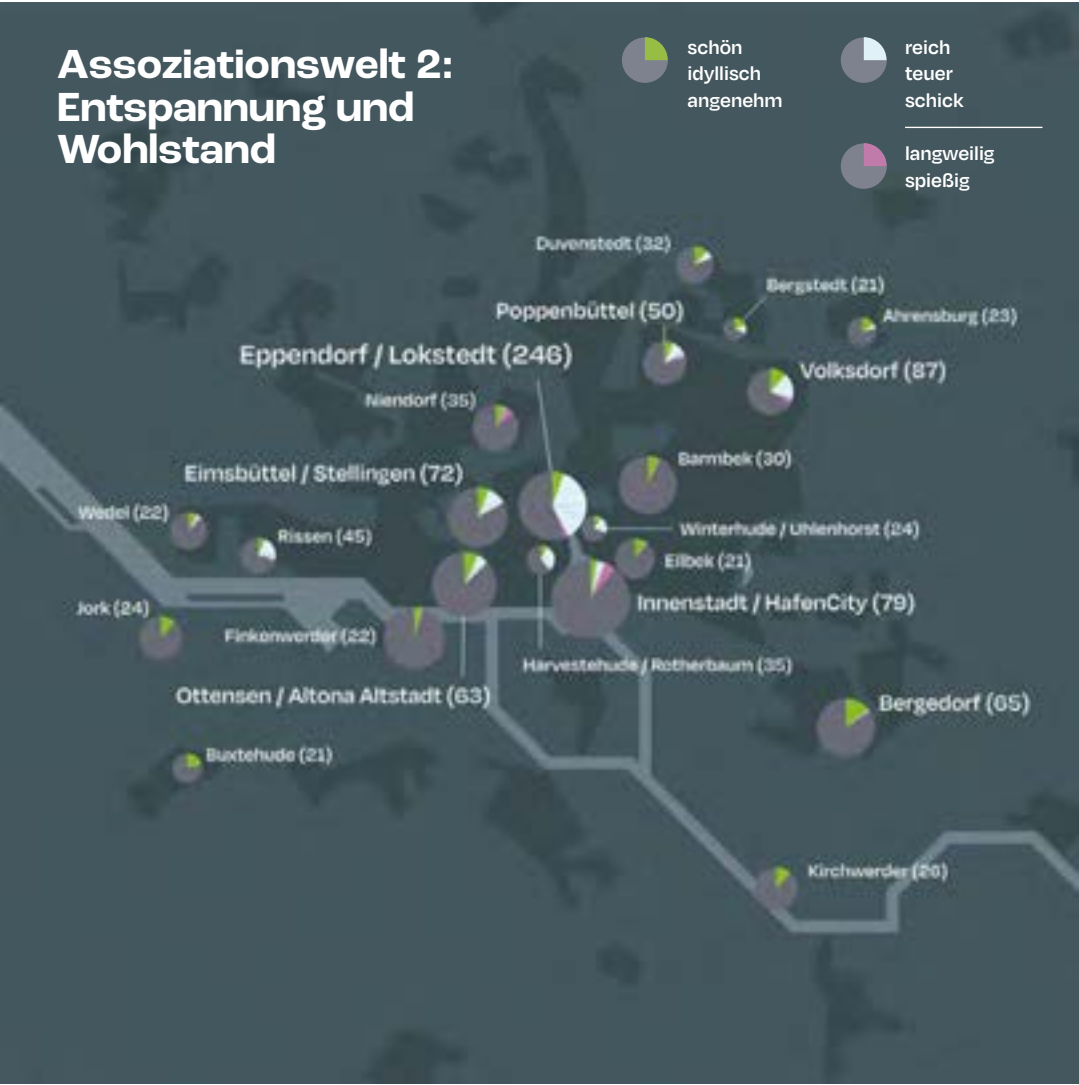 Assoziationswelt 2:
Entspannung und
Wohlstand
schön
idyllisch
angenehm
reich
teuer
schick
langweilig
spießig
Duvenstedt (32)
Bergstedt (21)
Poppenbüttel (50)
Ahrensburg (23)
Eppendorf / Lokstedt (246)
Volksdorf (87)
Niendorf (35)
Barmbek (30)
Eimsbüttel / Stellingen (72)
Wedel (22)
Rissen (45)
Winterhude / Uhlenhorst (24)
Eilbek (21)
Jork (24)
Innenstadt / HafenCity (79)
Finkenwerder (22)
Harvestehude / Rotherbaum (35)
Ottensen / Altona Altstadt (63)
Bergedorf (65)
Buxtehude (21)
Kirchwerder